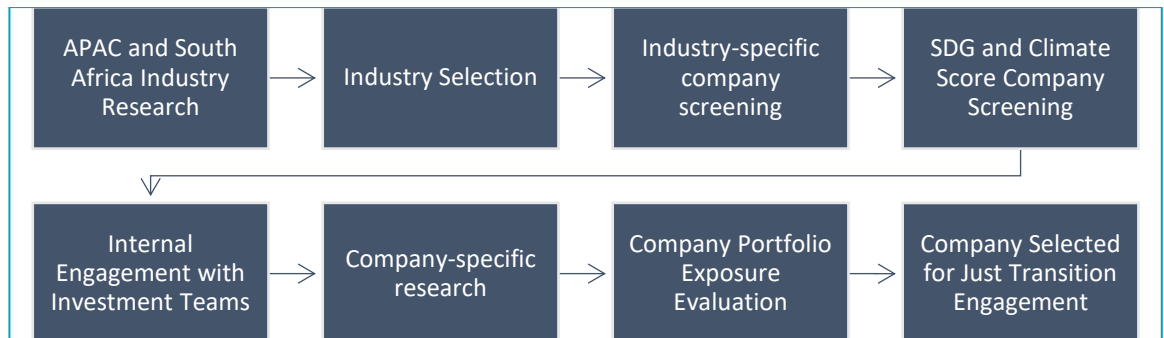 APAC and South
Africa Industry
Research
Industry Selection
Industry-specific
company
screening
SDG and Climate
Score Company
Screening
Internal
Engagement with
Investment Teams
Company-specific
research
Company Portfolio
Exposure
Evaluation
Company Selected
for Just Transition
Engagement